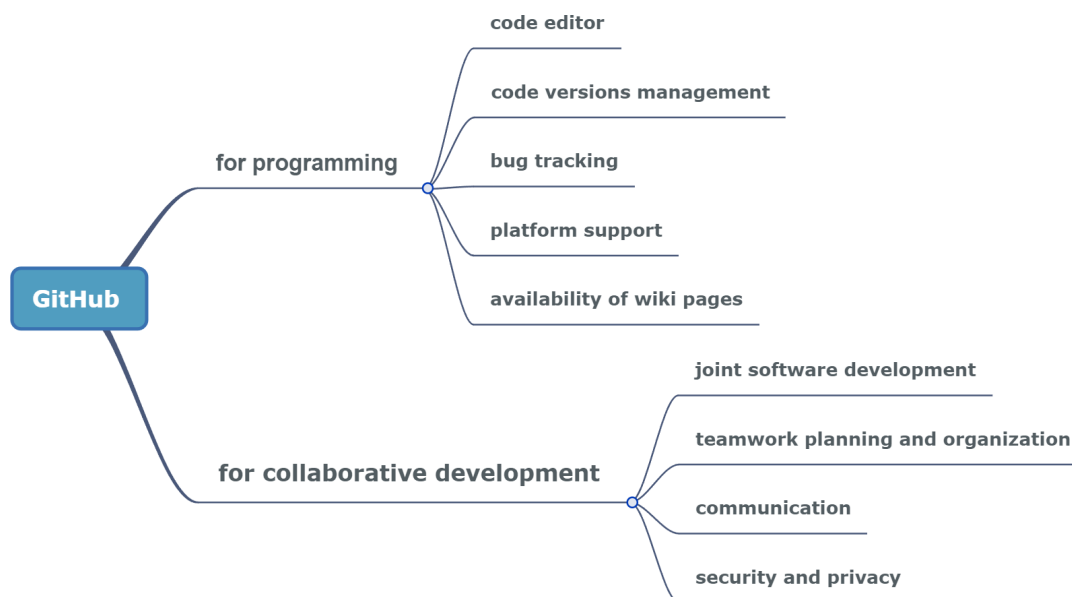 GitHub
for programming
code editor
code versions management
bug tracking
platform support
availability of wiki pages
for collaborative development
joint software development
teamwork planning and organization
communication
security and privacy